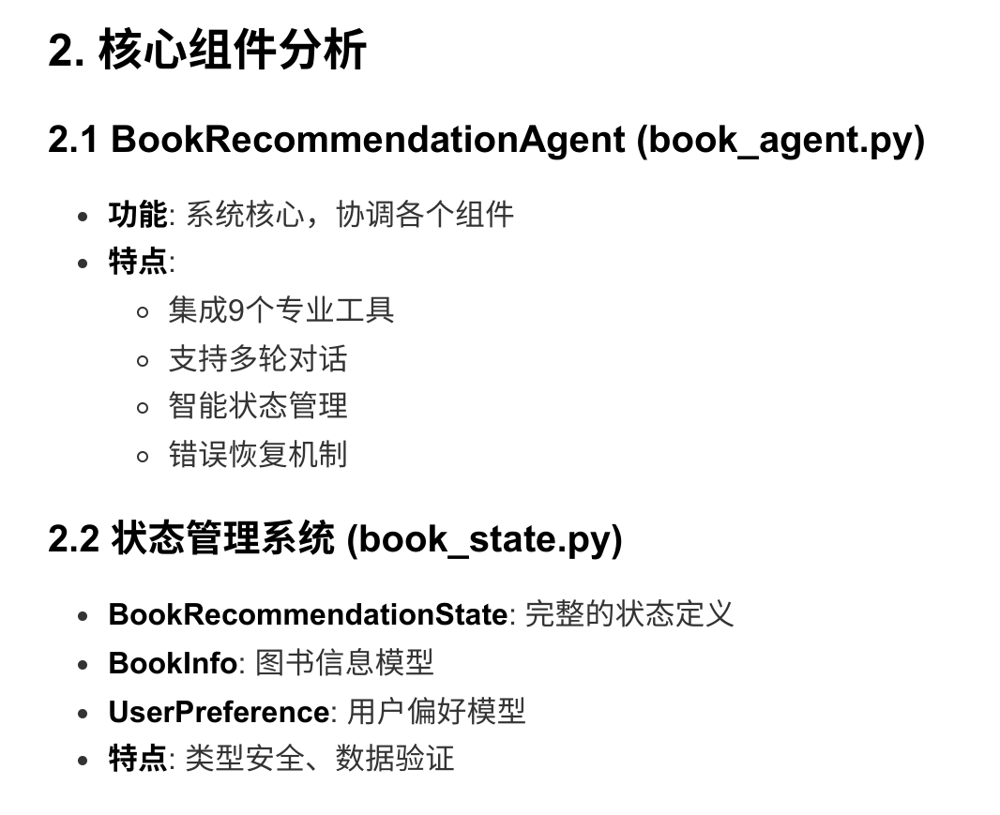 2. 核心组件分析
2.1 BookRecommendationAgent (book_agent.py)
功能: 系统核心，协调各个组件
特点:
集成9个专业工具
支持多轮对话
智能状态管理
错误恢复机制
2.2 状态管理系统 (book_state.py)
BookRecommendationState: 完整的状态定义
BookInfo: 图书信息模型
UserPreference: 用户偏好模型
特点: 类型安全、数据验证